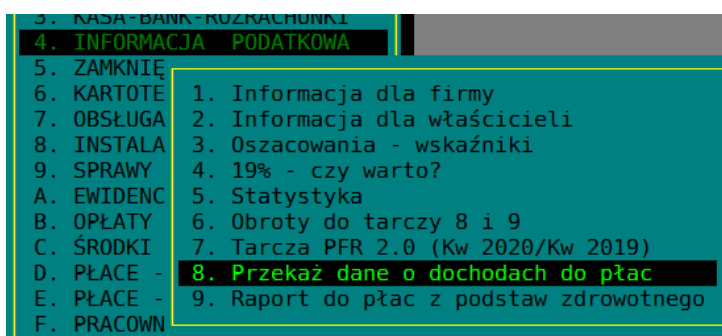 3. KASA-BANK-ROZRACHUNKI
4. INFORMACJA PODATKOWA
5. ZAMKNIĘ
6. KARTOTE
7. OBSŁUGA
8. INSTALA
9. SPRAWY
A. EWIDENC
B. OPŁATY
C. ŚRODKI
D. PŁACE -
E. PŁACE -
F. PRACOWN
1. Informacja dla firmy
2. Informacja dla właścicieli
3. Oszacowania - wskaźniki
4. 19% - czy warto?
5. Statystyka
6. Obroty do tarczy 8 i 9
7. Tarcza PFR 2.0 (Kw 2020/Kw 2019)
8. Przekaż dane o dochodach do płac
9. Raport do płac z podstaw zdrowotnego